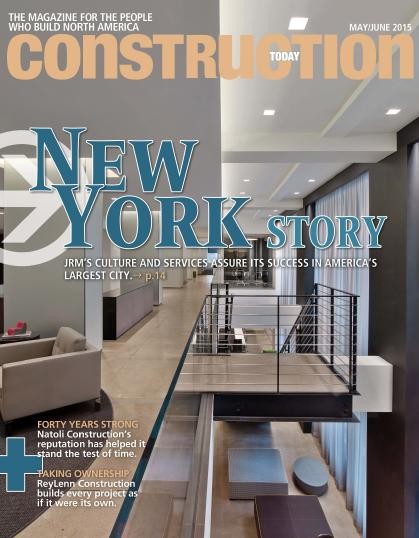 THE MAGAZINE FOR THE PEOPLE
WHO BUILD NORTH AMERICA
MAY/JUNE 2015
CONSTRUCTION
TODAY
NEW
YORK STORY
JRM'S CULTURE AND SERVICES ASSURE ITS SUCCESS IN AMERICA'S
LARGEST CITY. → p.14
FORTY YEARS STRONG
Natoli Construction's
reputation has helped it
stand the test of time.
TAKING OWNERSHIP
ReyLenn Construction
builds every project as
if it were its own.